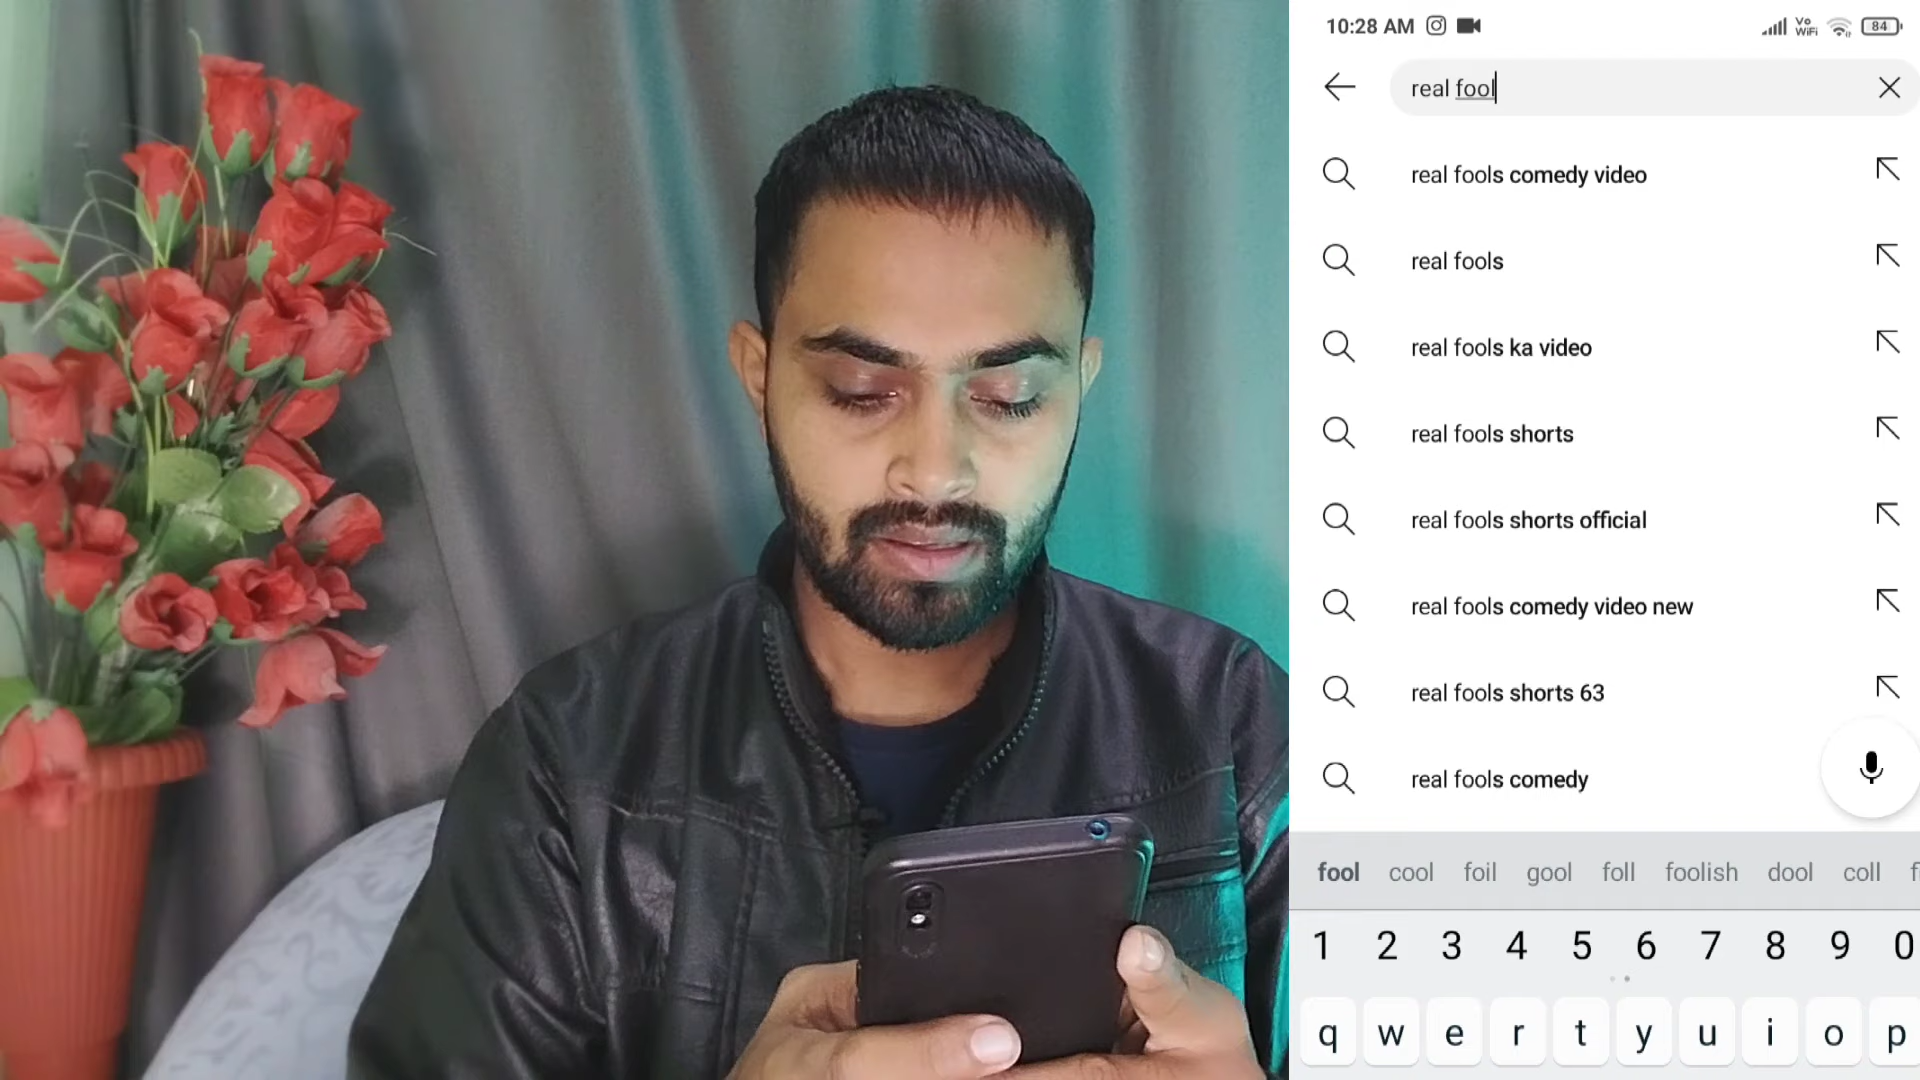 10:28 AM Vo WiFi 84
real fool
real fools comedy video
real fools
real fools ka video
real fools shorts
real fools shorts official
real fools comedy video new
real fools shorts 63
real fools comedy
fool cool foil gool foll foolish dool coll
1 2 3 4 5 6 7 8 9 0
q w e r t y u i o p